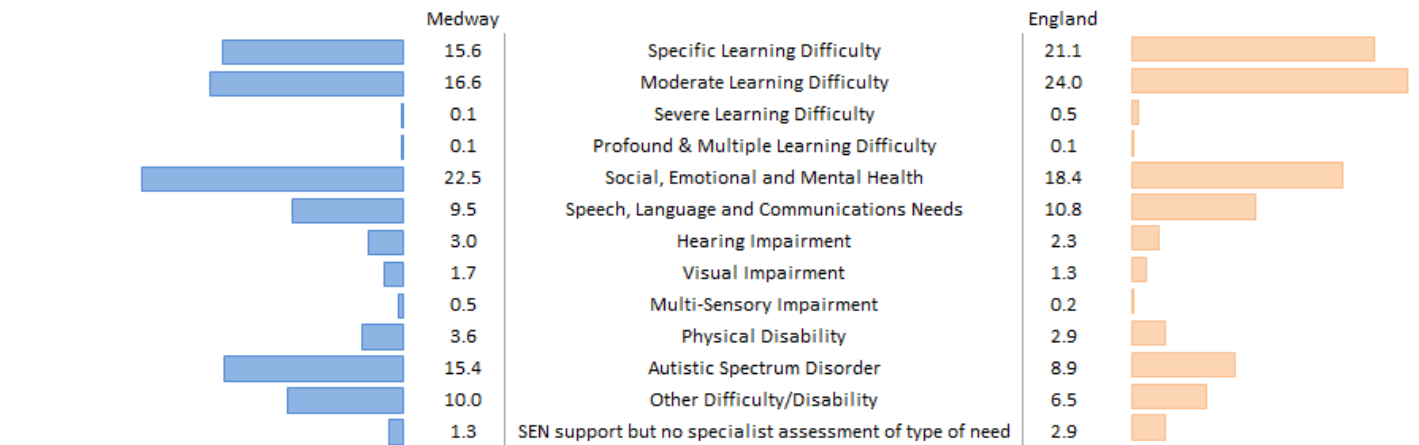 Medway England
15.6 Specific Learning Difficulty 21.1
16.6 Moderate Learning Difficulty 24.0
0.1 Severe Learning Difficulty 0.5
0.1 Profound & Multiple Learning Difficulty 0.1
22.5 Social, Emotional and Mental Health 18.4
9.5 Speech, Language and Communications Needs 10.8
3.0 Hearing Impairment 2.3
1.7 Visual Impairment 1.3
0.5 Multi-Sensory Impairment 0.2
3.6 Physical Disability 2.9
15.4 Autistic Spectrum Disorder 8.9
10.0 Other Difficulty/Disability 6.5
1.3 SEN support but no specialist assessment of type of need 2.9